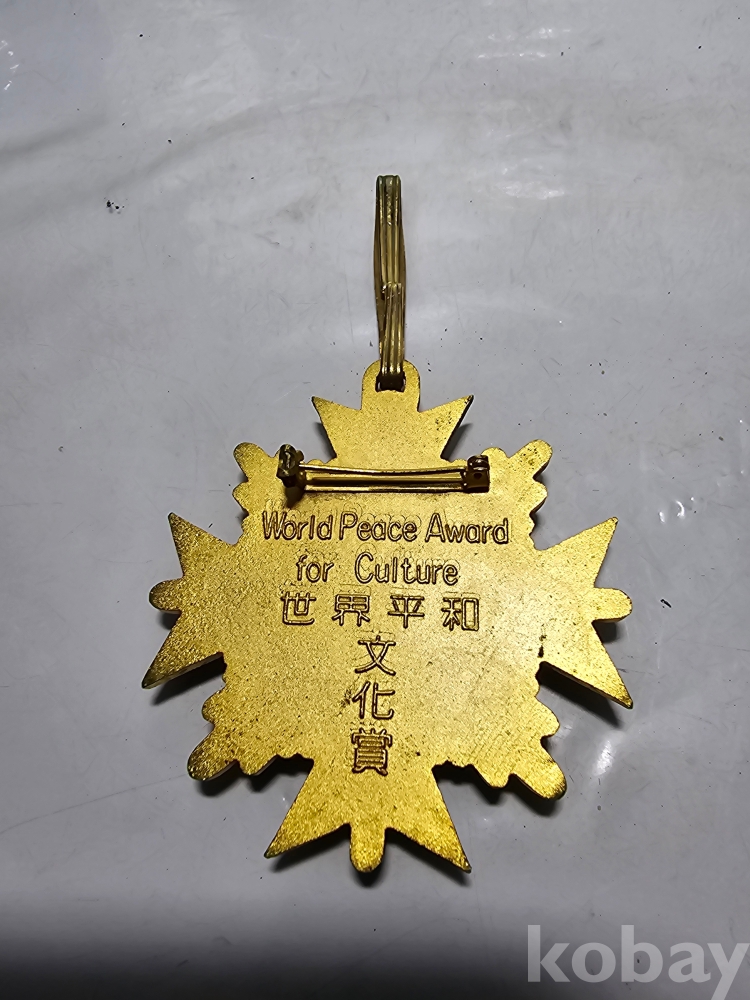 World Peace Award
for Culture
世界平和
文化賞
kobay